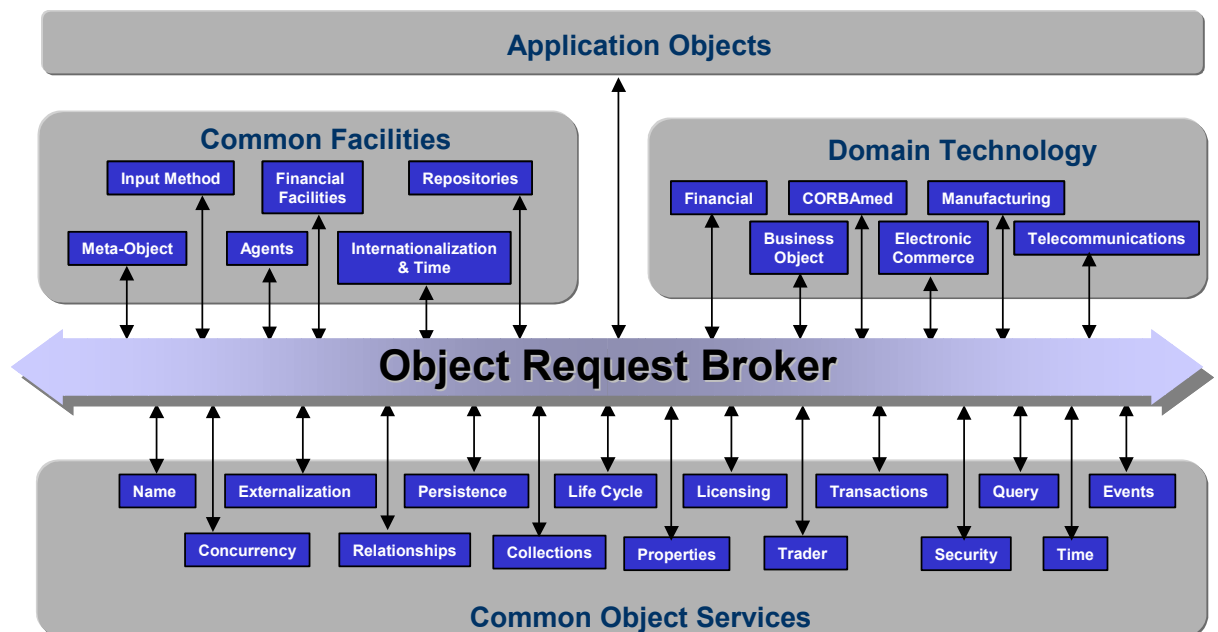 Application Objects
Common Facilities
Input Method
Financial
Facilities
Repositories
Meta-Object
Agents
Internationalization
& Time
Domain Technology
Financial
CORBAmed
Manufacturing
Business
Object
Electronic
Commerce
Telecommunications
Object Request Broker
Name
Externalization
Persistence
Life Cycle
Licensing
Transactions
Query
Events
Concurrency
Relationships
Collections
Properties
Trader
Security
Time
Common Object Services